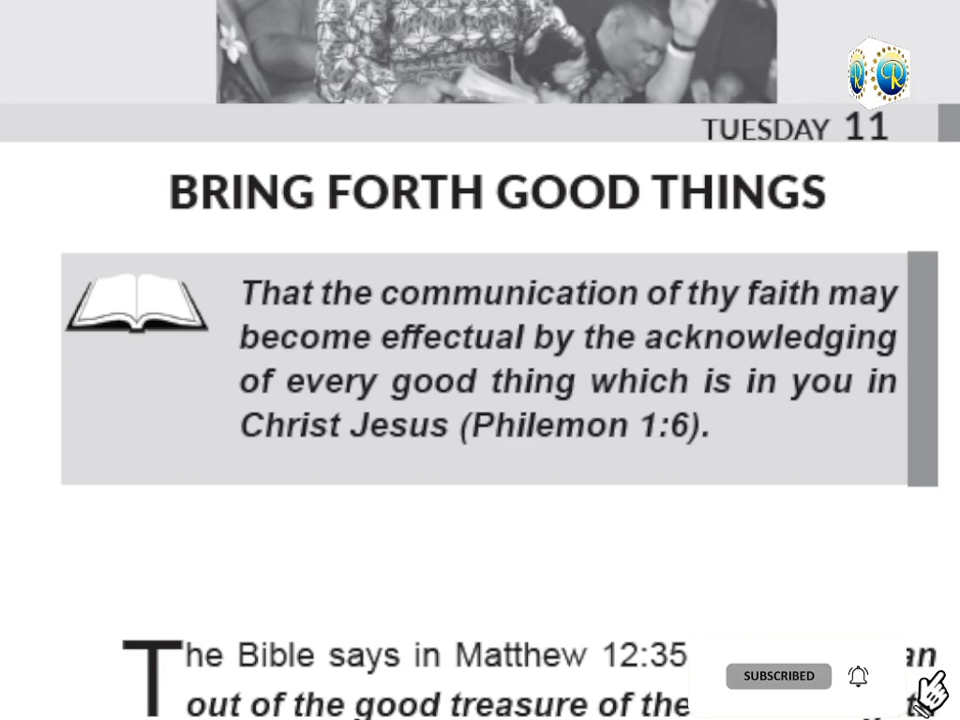 TUESDAY 11
BRING FORTH GOOD THINGS
That the communication of thy faith may
become effectual by the acknowledging
of every good thing which is in you in
Christ Jesus (Philemon 1:6).
The Bible says in Matthew 12:35
out of the good treasure of the
SUBSCRIBED
R R